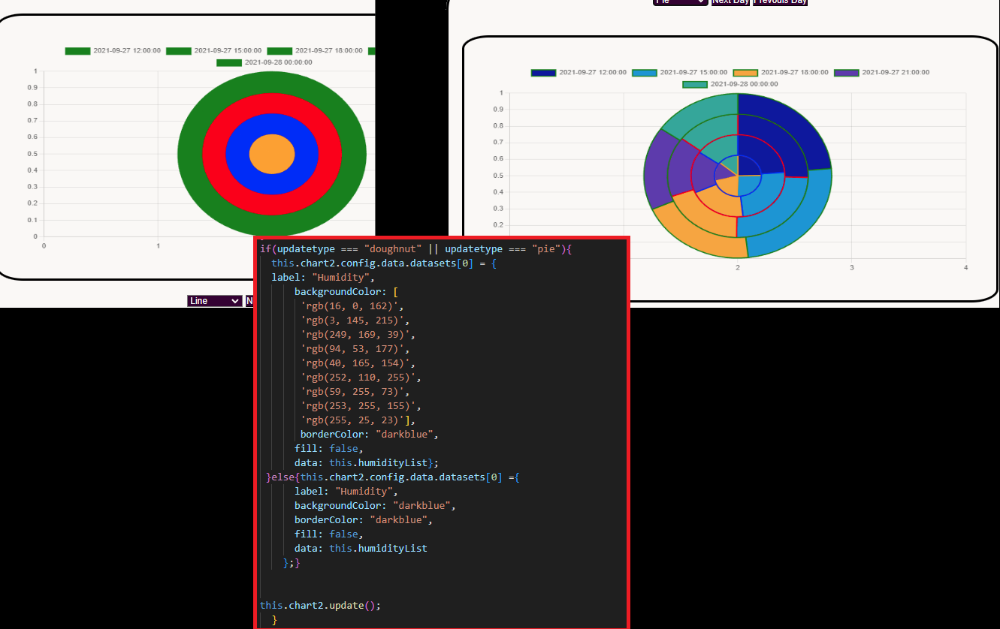 Pie Next Day Prevouis Day
2021-09-27 12:00:00 2021-09-27 15:00:00 2021-09-27 18:00:00
2021-09-28 00:00:00
1
0.9
0.8
0.7
0.6
0.5
0.4
0.3
0.2
0.1
0
0 1
Line N
2021-09-27 12:00:00 2021-09-27 15:00:00 2021-09-27 18:00:00 2021-09-27 21:00:00
2021-09-28 00:00:00
1
0.9
0.8
0.7
0.6
0.5
0.4
0.3
0.2
2 3 4
if(updatetype === "doughnut" || updatetype === "pie"){
this.chart2.config.data.datasets[0] = {
label: "Humidity",
backgroundColor: [
'rgb(16, 0, 162)',
'rgb(3, 145, 215)',
'rgb(249, 169, 39)',
'rgb(94, 53, 177)',
'rgb(40, 165, 154)',
'rgb(252, 110, 255)',
'rgb(59, 255, 73)',
'rgb(253, 255, 155)',
'rgb(255, 25, 23)'],
borderColor: "darkblue",
fill: false,
data: this.humidityList};
}else{this.chart2.config.data.datasets[0] ={
label: "Humidity",
backgroundColor: "darkblue",
borderColor: "darkblue",
fill: false,
data: this.humidityList
};}
this.chart2.update();
}